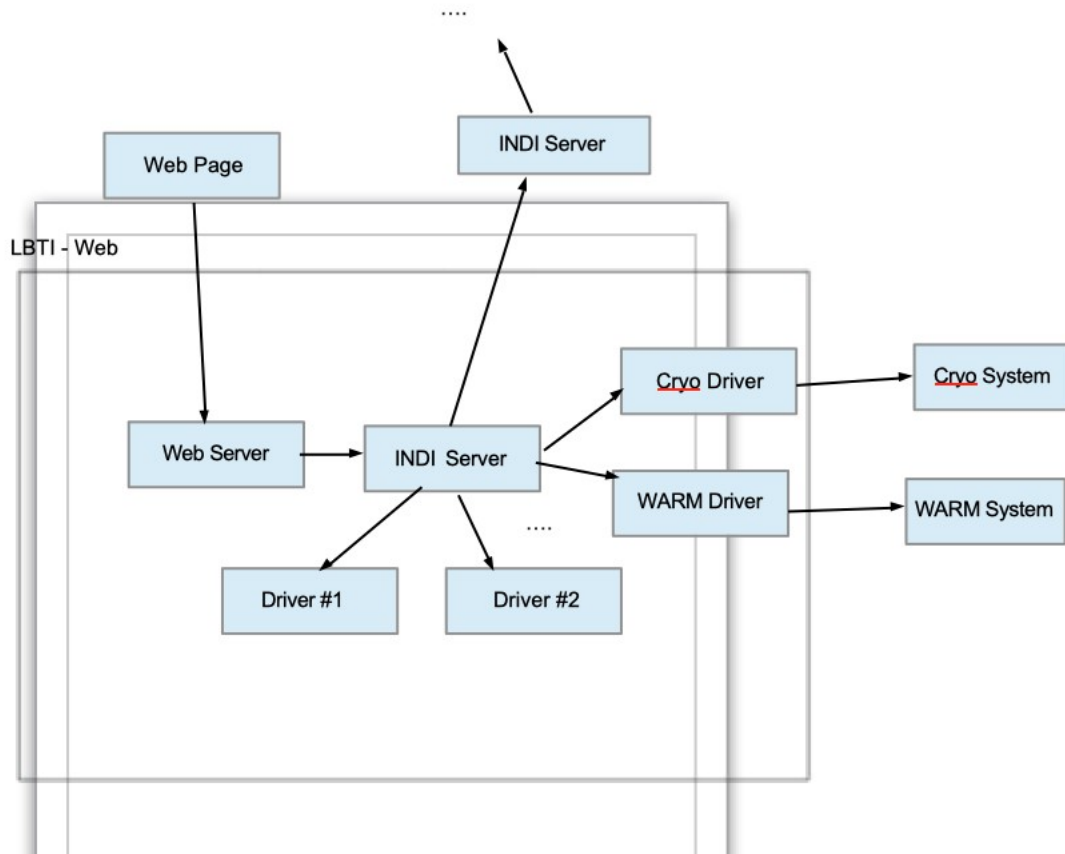 ....
INDI Server
Web Page
LBTI - Web
Cryo Driver
Cryo System
Web Server
INDI Server
WARM Driver
WARM System
....
Driver #1
Driver #2